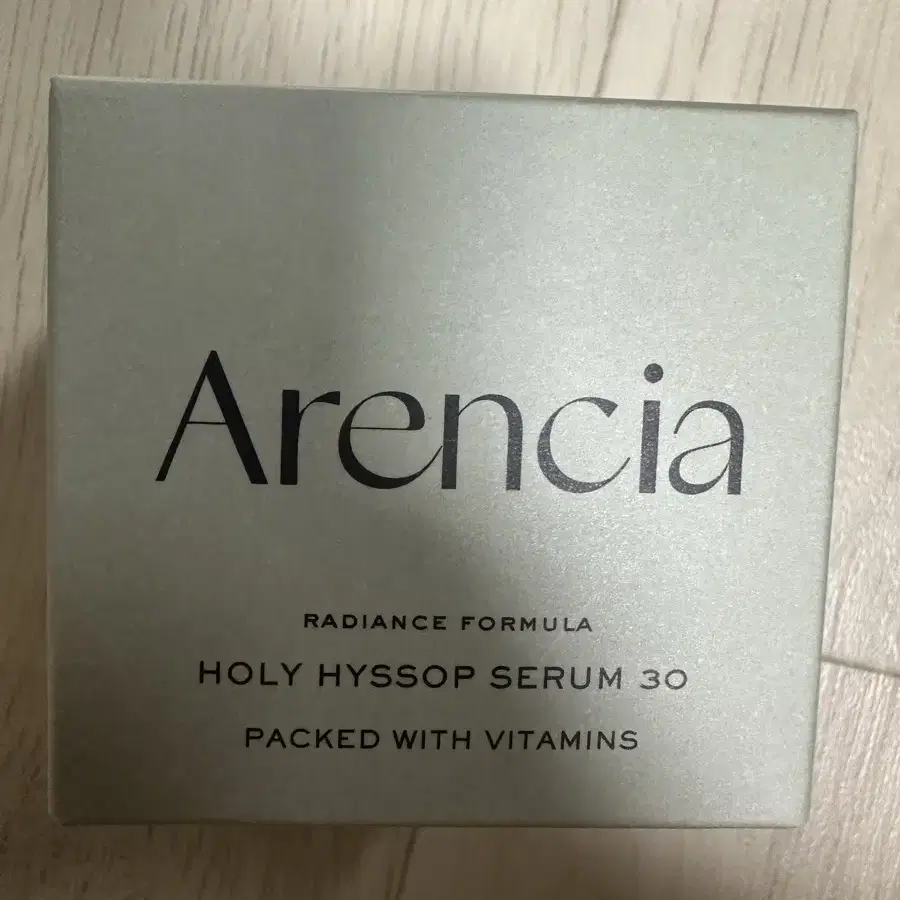 Arencia
RADIANCE FORMULA
HOLY HYSSOP SERUM 30
PACKED WITH VITAMINS